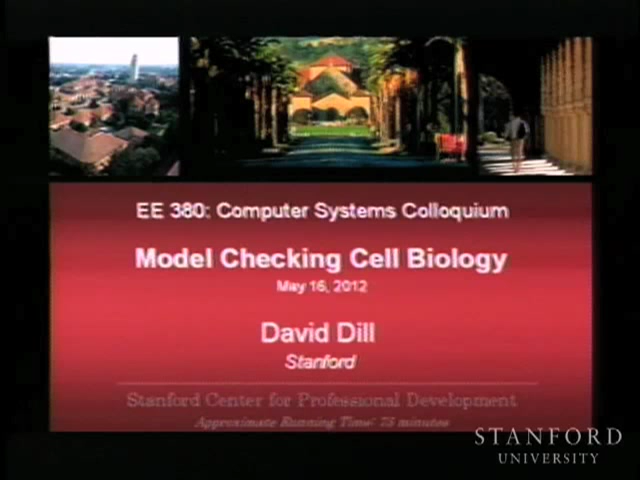 EE 380: Computer Systems Colloquium
Model Checking Cell Biology
May 16, 2012
David Dill
Stanford
Stanford Center for Professional Development
Approximate Running Time: 75 minutes
STANFORD
UNIVERSITY